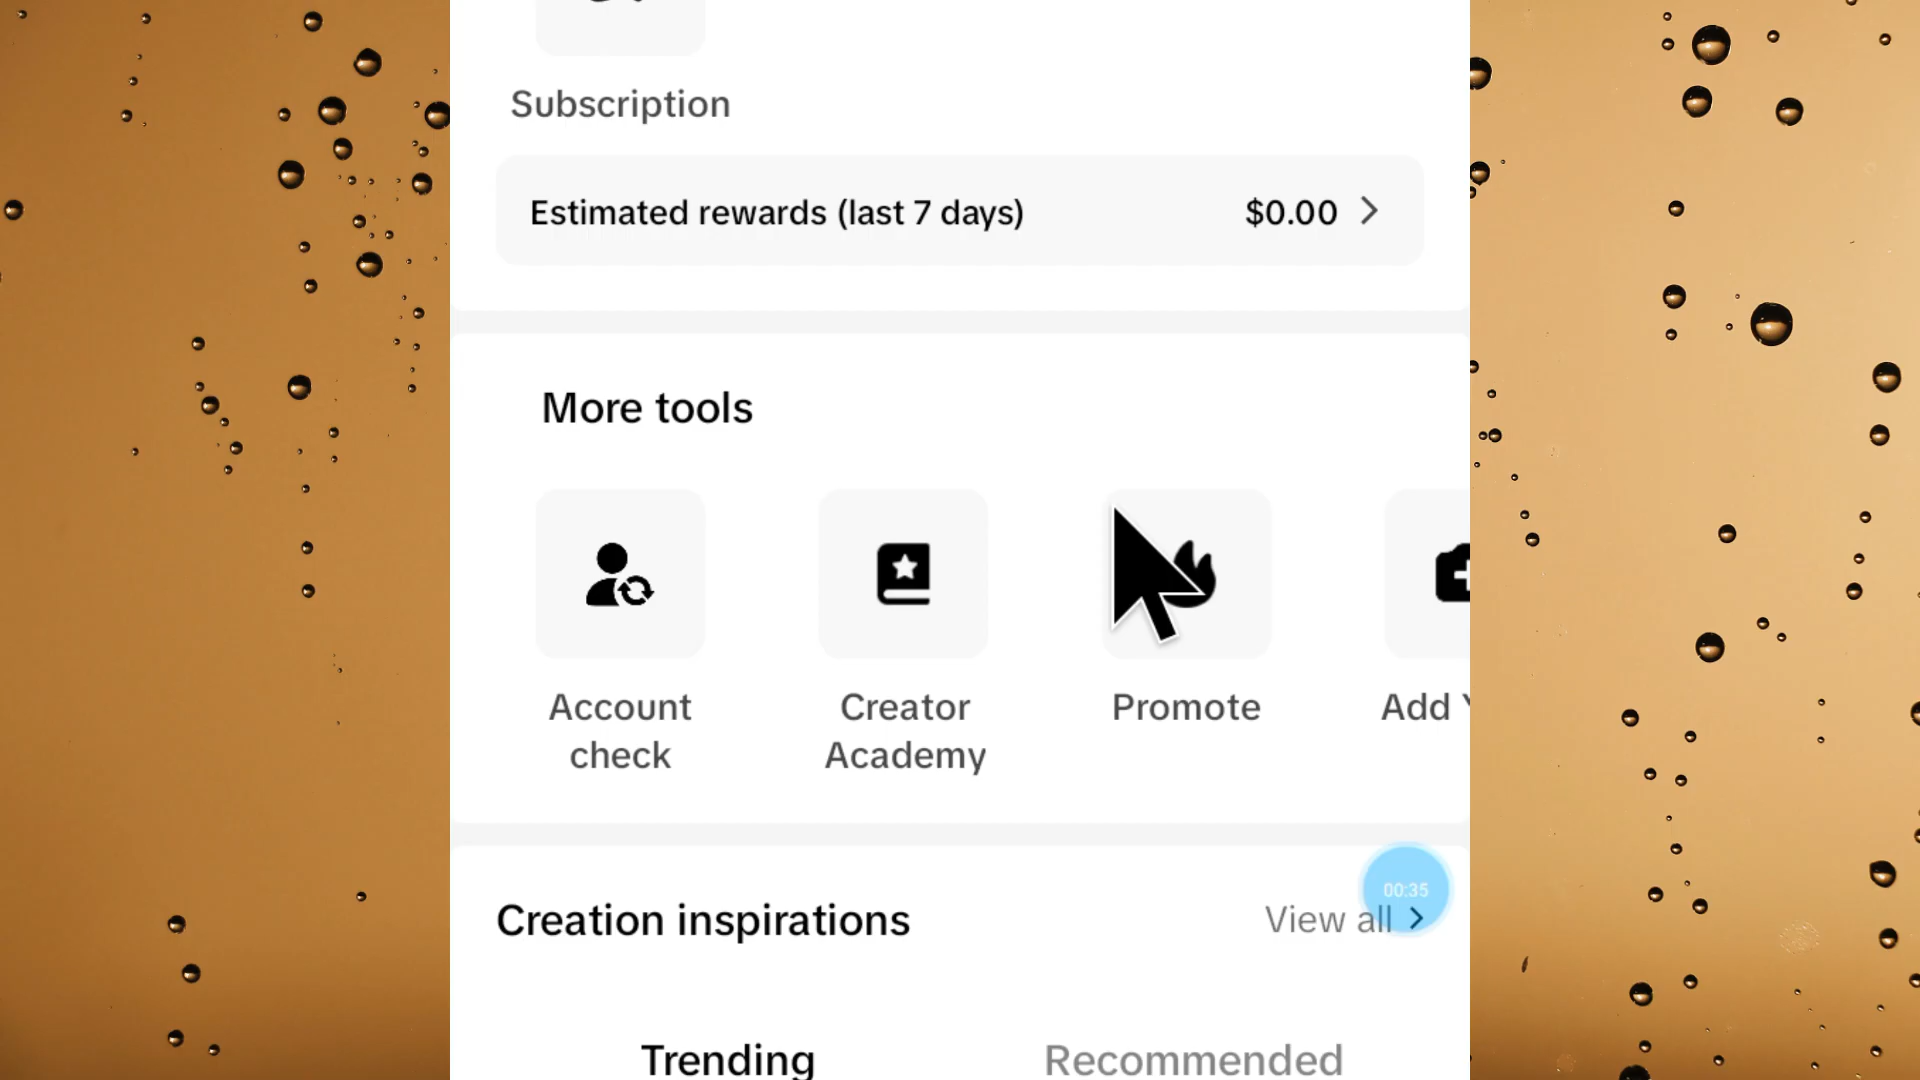 Subscription
Estimated rewards (last 7 days) $0.00
More tools
Account check
Creator Academy
Promote
Add
Creation inspirations
View all
00:35
Trending
Recommended